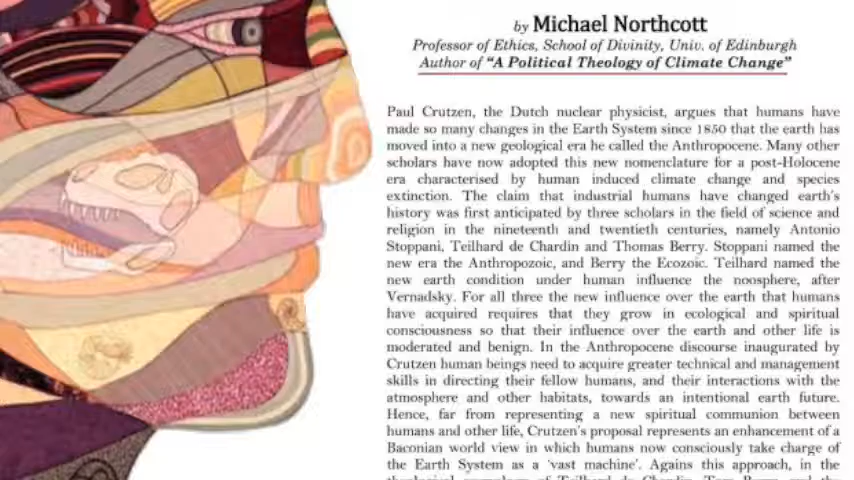 by Michael Northcott
Professor of Ethics, School of Divinity, Univ. of Edinburgh
Author of "A Political Theology of Climate Change"
Paul Crutzen, the Dutch nuclear physicist, argues that humans have
made so many changes in the Earth System since 1850 that the earth has
moved into a new geological era he called the Anthropocene. Many other
scholars have now adopted this new nomenclature for a post-Holocene
era characterised by human induced climate change and species
extinction. The claim that industrial humans have changed earth's
history was first anticipated by three scholars in the field of science and
religion in the nineteenth and twentieth centuries, namely Antonio
Stoppani, Teilhard de Chardin and Thomas Berry. Stoppani named the
new era the Anthropozoic, and Berry the Ecozoic. Teilhard named the
new earth condition under human influence the noosphere, after
Vernadsky. For all three the new influence over the earth that humans
have acquired requires that they grow in ecological and spiritual
consciousness so that their influence over the earth and other life is
moderated and benign. In the Anthropocene discourse inaugurated by
Crutzen human beings need to acquire greater technical and management
skills in directing their fellow humans, and their interactions with the
atmosphere and other habitats, towards an intentional earth future.
Hence, far from representing a new spiritual communion between
humans and other life, Crutzen's proposal represents an enhancement of a
Baconian world view in which humans now consciously take charge of
the Earth System as a 'vast machine'. Agains this approach, in the